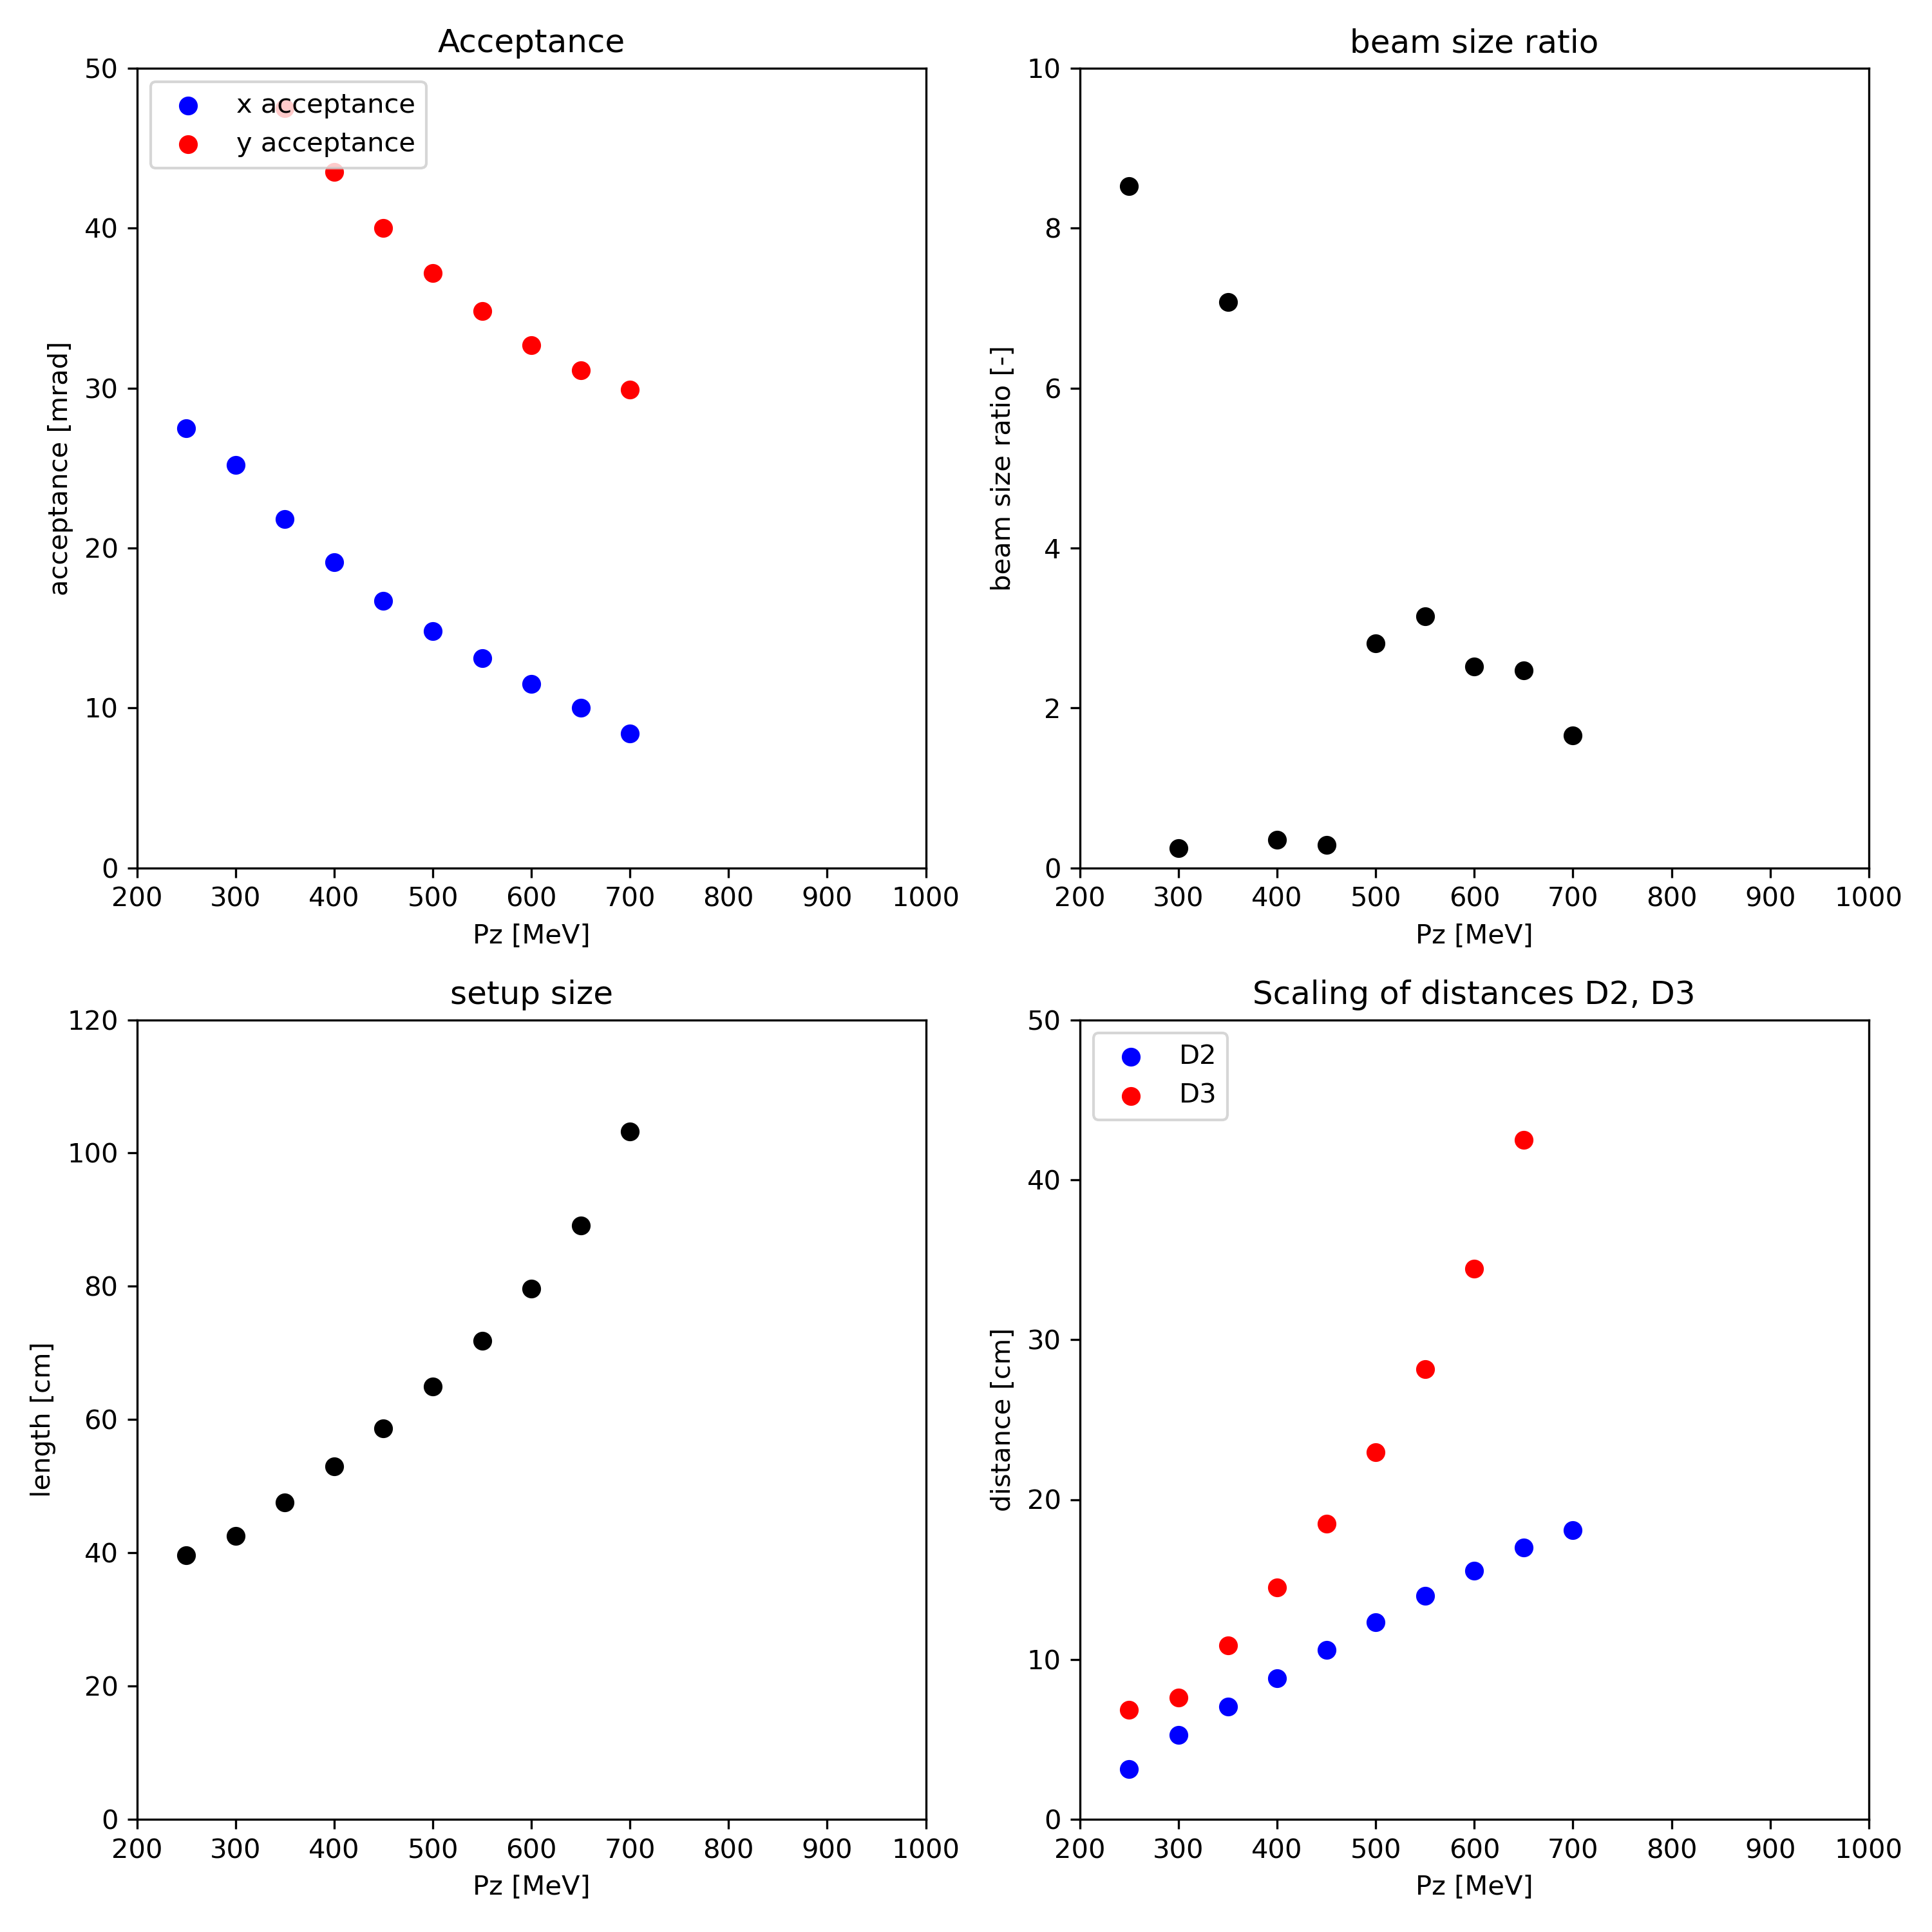 Acceptance
x acceptance
y acceptance
50
40
30
20
10
0
acceptance [mrad]
200 300 400 500 600 700 800 900 1000
Pz [MeV]
beam size ratio
10
8
6
4
2
0
beam size ratio [-]
200 300 400 500 600 700 800 900 1000
Pz [MeV]
setup size
120
100
80
60
40
20
0
length [cm]
200 300 400 500 600 700 800 900 1000
Pz [MeV]
Scaling of distances D2, D3
D2
D3
50
40
30
20
10
0
distance [cm]
200 300 400 500 600 700 800 900 1000
Pz [MeV]